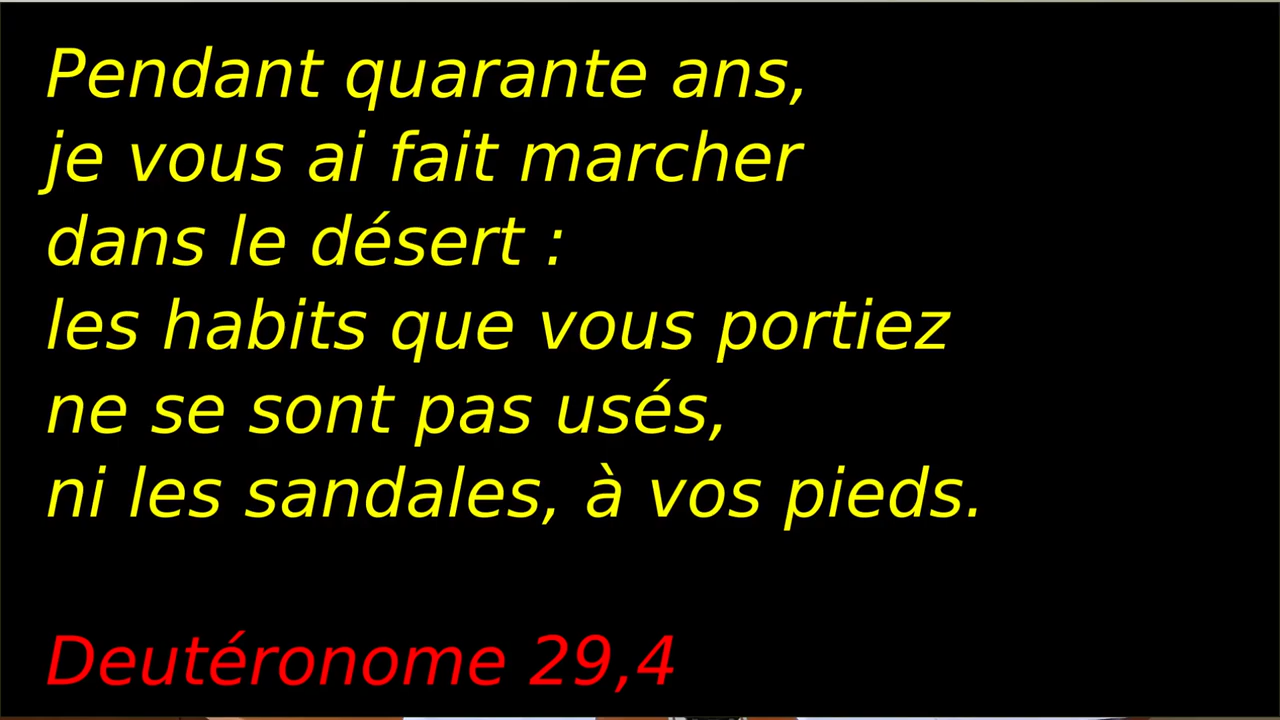 Pendant quarante ans,
je vous ai fait marcher
dans le désert :
les habits que vous portiez
ne se sont pas usés,
ni les sandales, à vos pieds.
Deutéronome 29,4